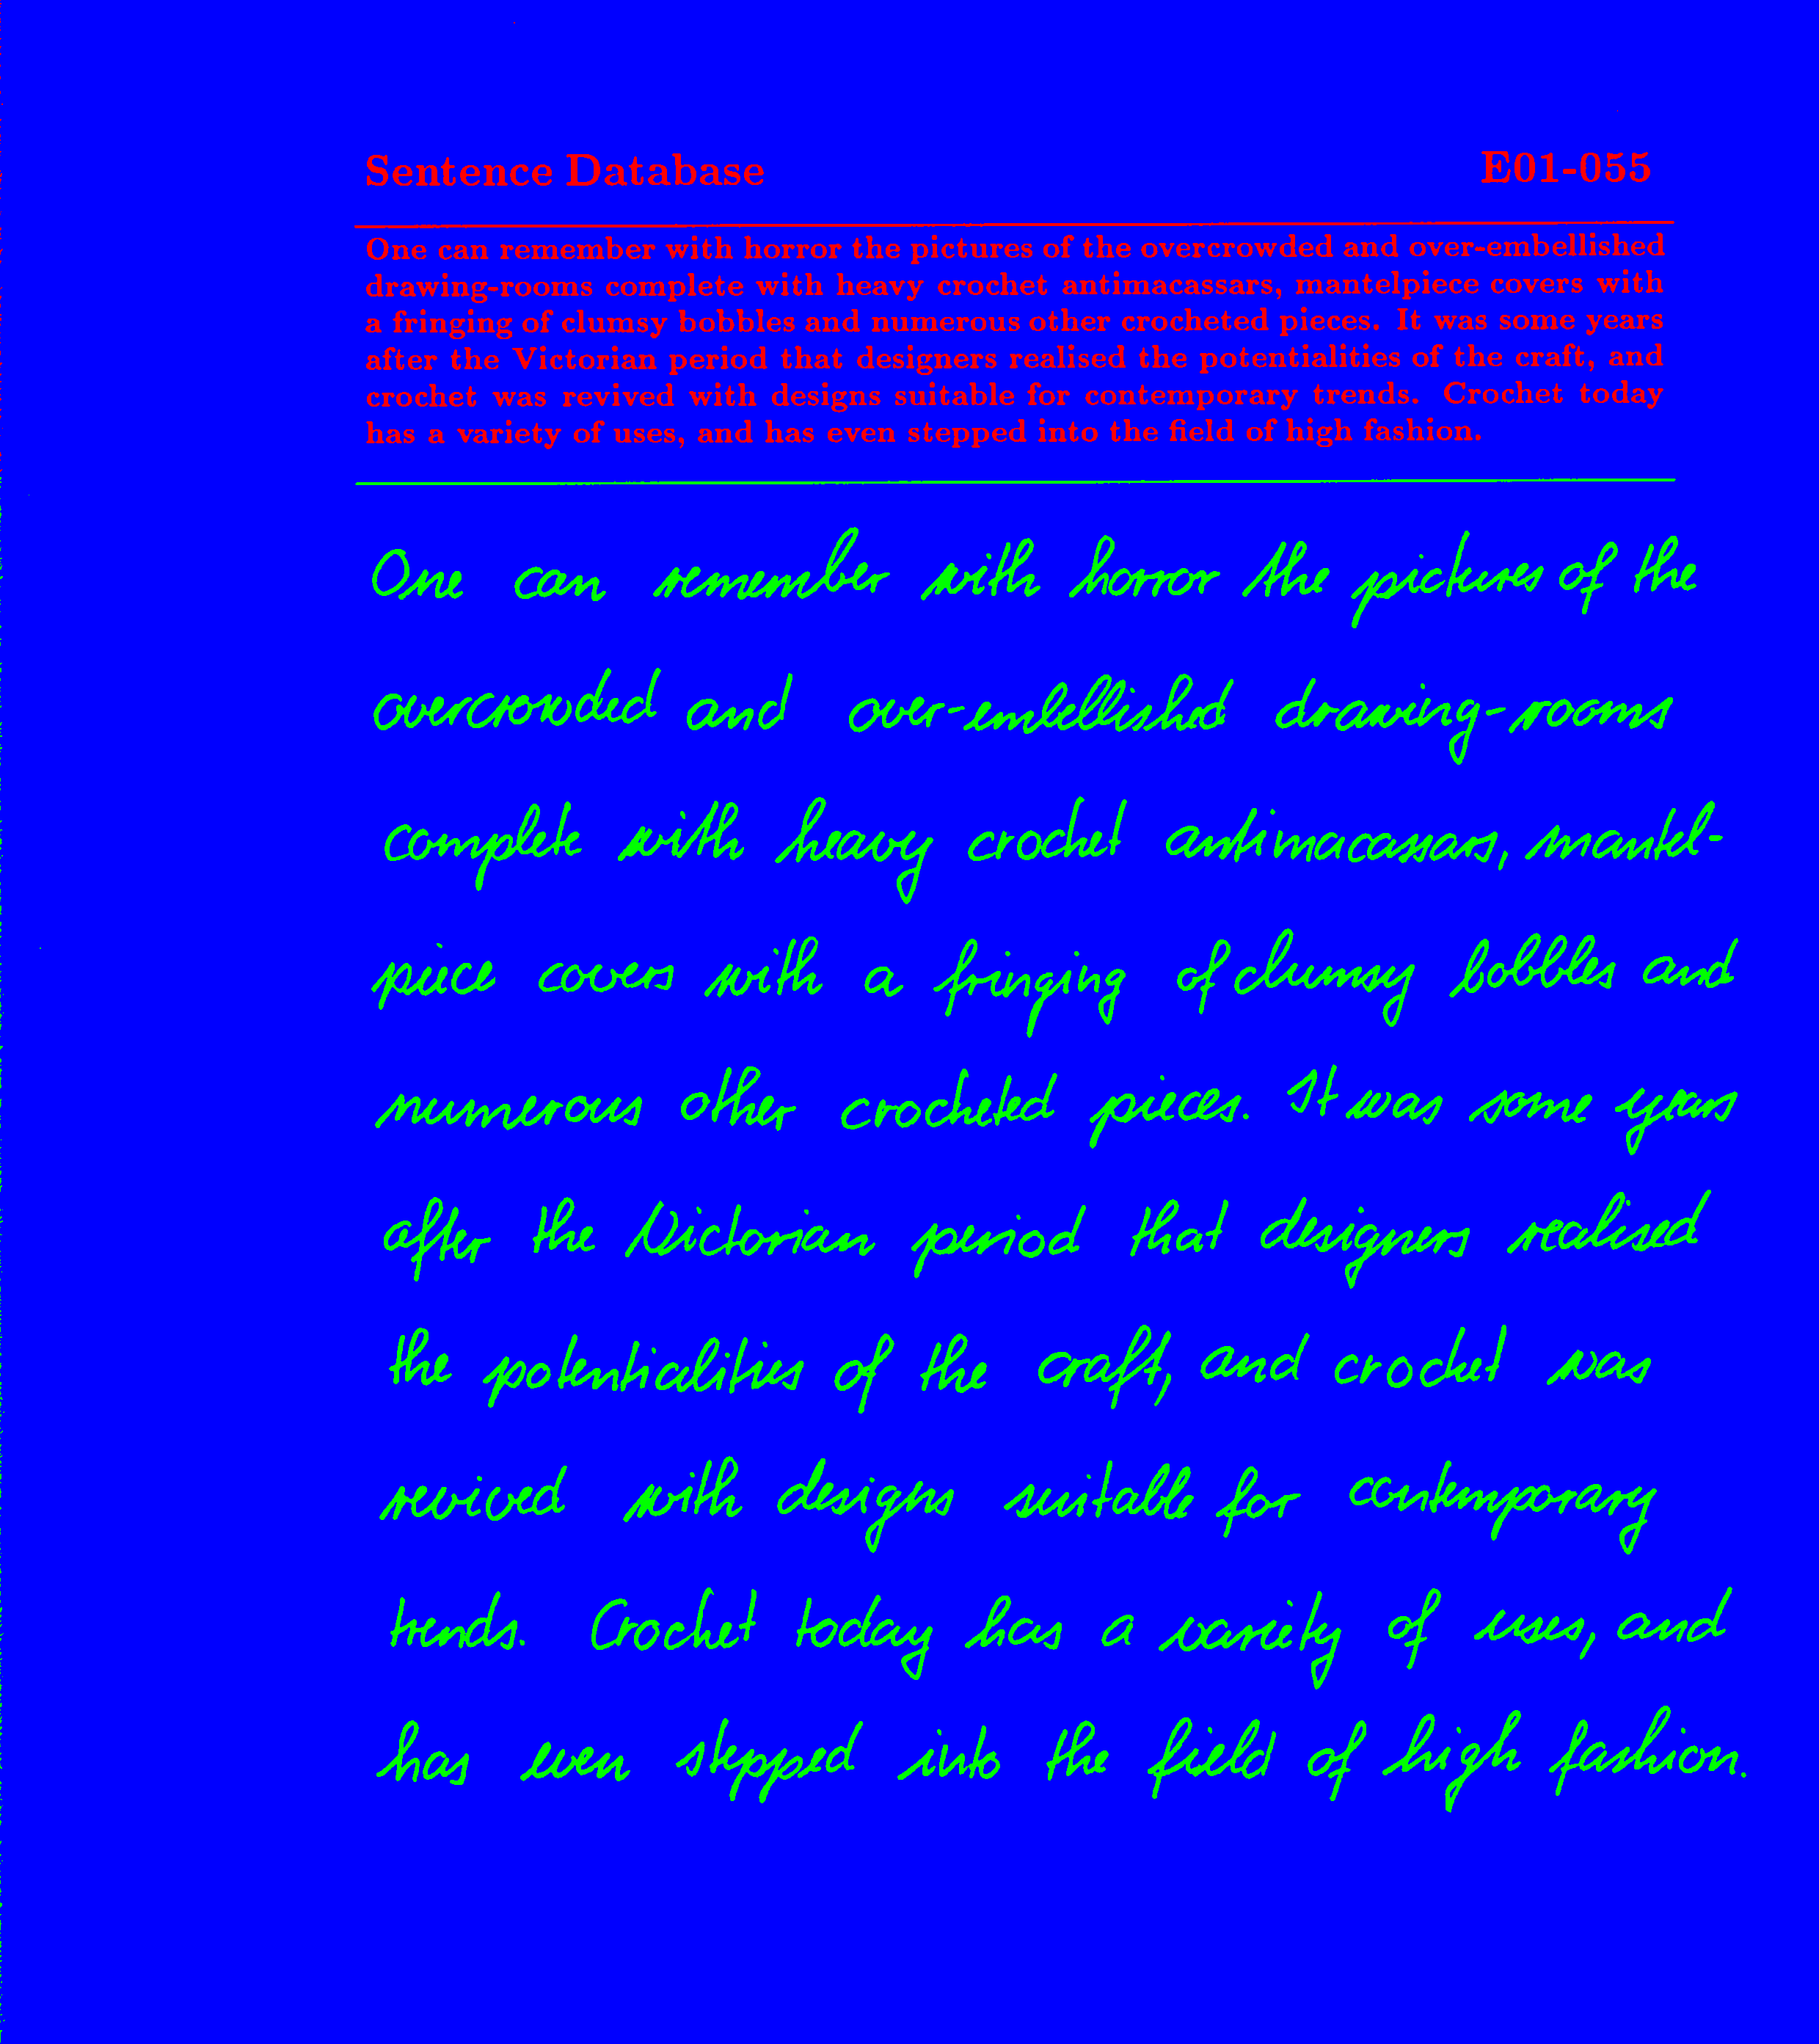 Sentence Database E01-055
One can remember with horror the pictures of the overcrowded and over-embellished
drawing-rooms complete with heavy crochet antimacassars, mantelpiece covers with
a fringing of clumsy bobbles and numerous other crocheted pieces. It was some years
after the Victorian period that designers realised the potentialities of the craft, and
crochet was revived with designs suitable for contemporary trends. Crochet today
has a variety of uses, and has even stepped into the field of high fashion.
One can remember with horror the pictures of the
overcrowded and over-embellished drawing-rooms
complete with heavy crochet antimacassars, mantel-
piece covers with a fringing of clumsy bobbles and
numerous other crocheted pieces. It was some years
after the Victorian period that designers realised
the potentialities of the craft, and crochet was
revived with designs suitable for contemporary
trends. Crochet today has a variety of uses, and
has even stepped into the field of high fashion.